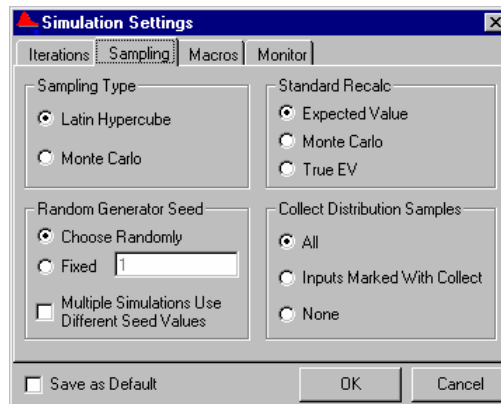 Simulation Settings
Iterations Sampling Macros Monitor
Sampling Type
Latin Hypercube
Monte Carlo
Standard Recalc
Expected Value
Monte Carlo
True EV
Random Generator Seed
Choose Randomly
Fixed 1
Multiple Simulations Use
Different Seed Values
Collect Distribution Samples
All
Inputs Marked With Collect
None
Save as Default
OK
Cancel